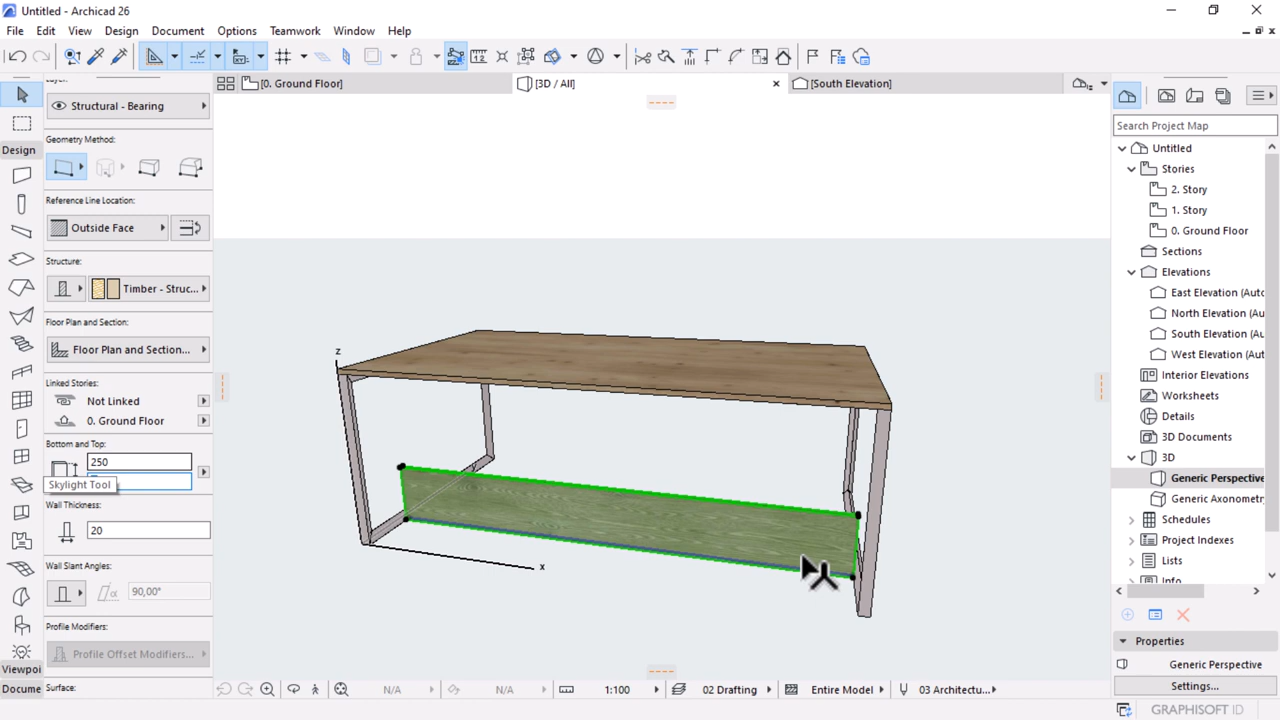 Untitled - Archicad 26
File Edit View Design Document Options Teamwork Window Help
[0. Ground Floor]
[3D / All]
[South Elevation]
Structural - Bearing
Geometry Method:
Reference Line Location:
Outside Face
Structure:
Timber - Struc...
Floor Plan and Section:
Floor Plan and Section...
Linked Stories:
Not Linked
0. Ground Floor
Bottom and Top:
250
Skylight Tool
Wall Thickness:
20
Wall Slant Angles:
90,00°
Profile Modifiers:
Profile Offset Modifiers...
Surface:
Design
Viewpoi
Docume
z
x
N/A
N/A
1:100
02 Drafting
Entire Model
03 Architectu...
Search Project Map
Untitled
Stories
2. Story
1. Story
0. Ground Floor
Sections
Elevations
East Elevation (Aut
North Elevation (Au
South Elevation (Au
West Elevation (Aut
Interior Elevations
Worksheets
Details
3D Documents
3D
Generic Perspective
Generic Axonometr
Schedules
Project Indexes
Lists
Info
Properties
Generic Perspective
Settings...
GRAPHISOFT ID